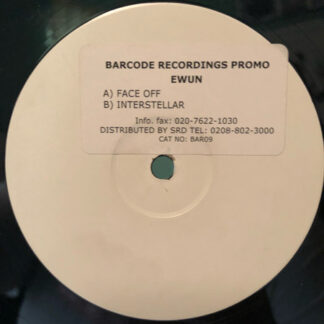 BARCODE RECORDINGS PROMO
EWUN
A) FACE OFF
B) INTERSTELLAR
Info. fax: 020-7622-1030
DISTRIBUTED BY SRD TEL: 0208-802-3000
CAT NO: BAR09